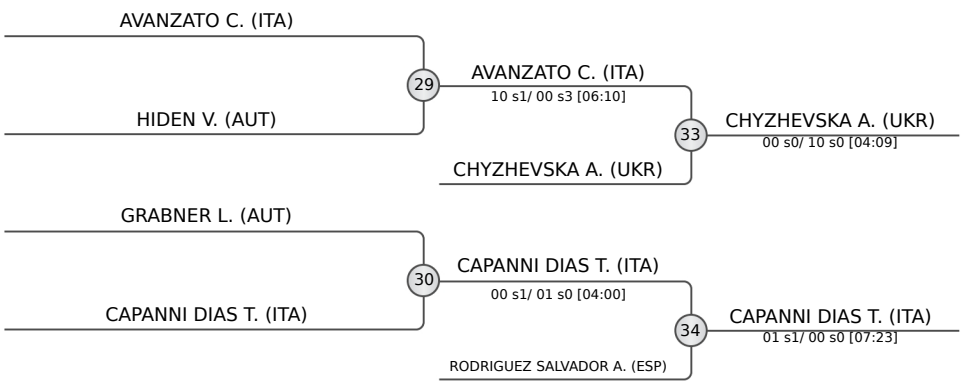 AVANZATO C. (ITA)
29
AVANZATO C. (ITA)
10 s1/ 00 s3 [06:10]
HIDEN V. (AUT)
33
CHYZHEVSKA A. (UKR)
00 s0/ 10 s0 [04:09]
CHYZHEVSKA A. (UKR)
GRABNER L. (AUT)
30
CAPANNI DIAS T. (ITA)
00 s1/ 01 s0 [04:00]
CAPANNI DIAS T. (ITA)
34
CAPANNI DIAS T. (ITA)
01 s1/ 00 s0 [07:23]
RODRIGUEZ SALVADOR A. (ESP)